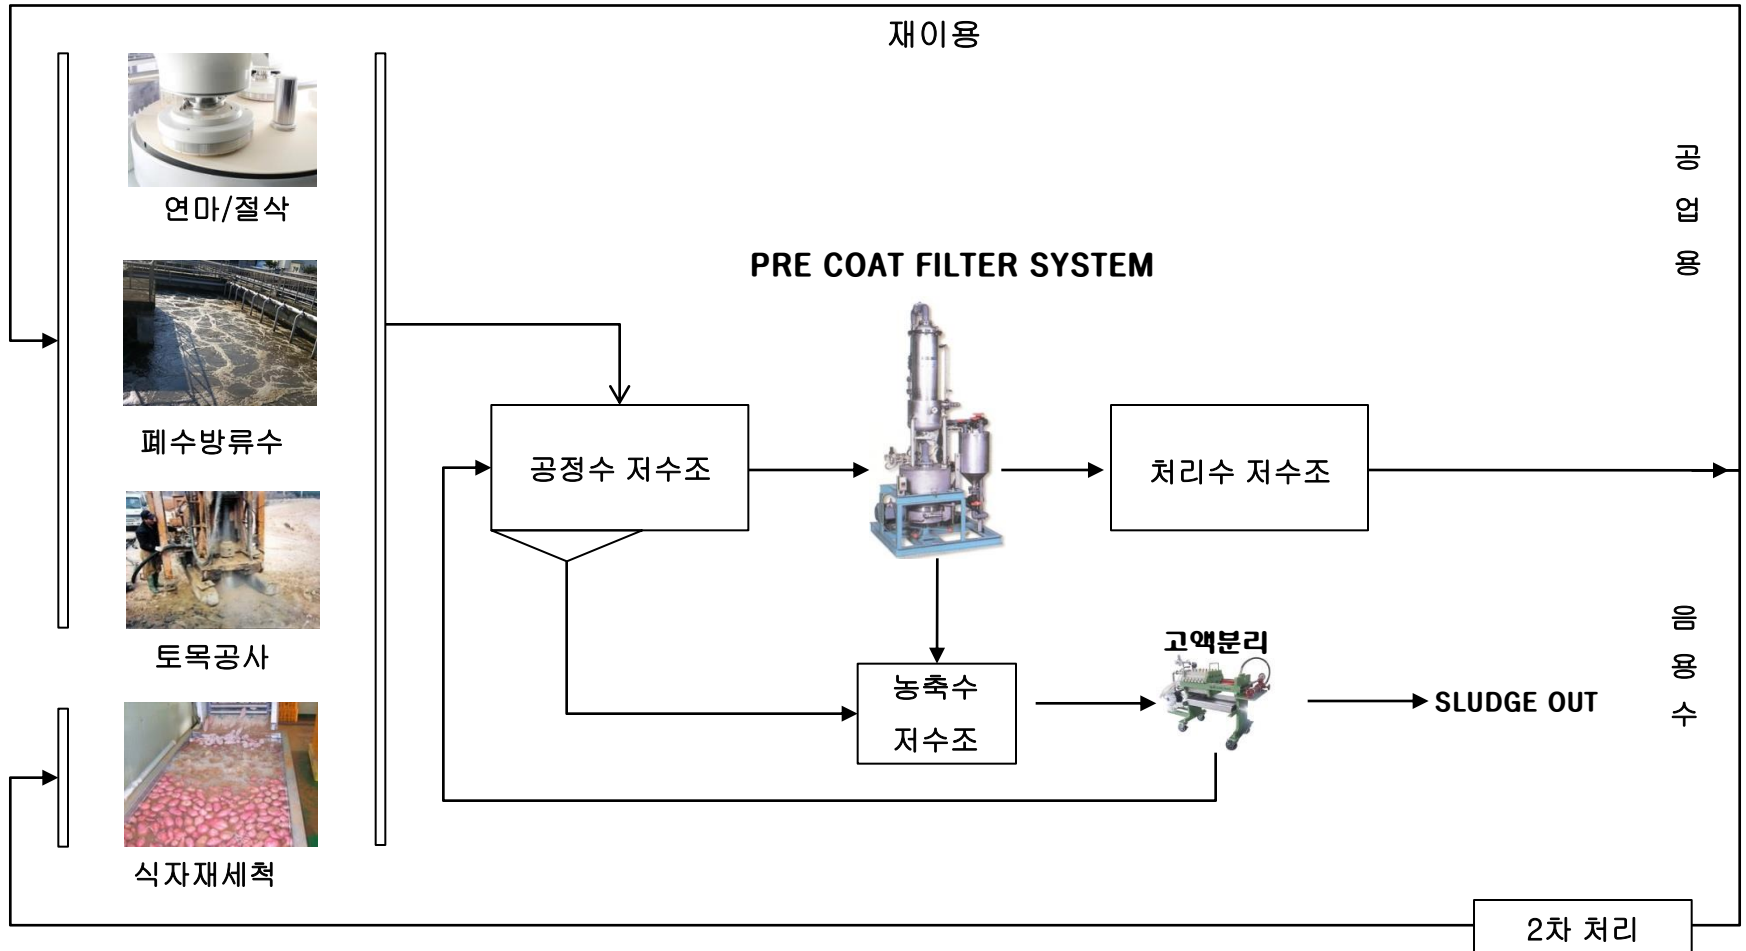 재이용
연마/절삭
공
업
용
PRE COAT FILTER SYSTEM
폐수방류수
공정수 저수조
처리수 저수조
토목공사
고액분리
농축수
저수조
SLUDGE OUT
음
용
수
식자재세척
2차 처리